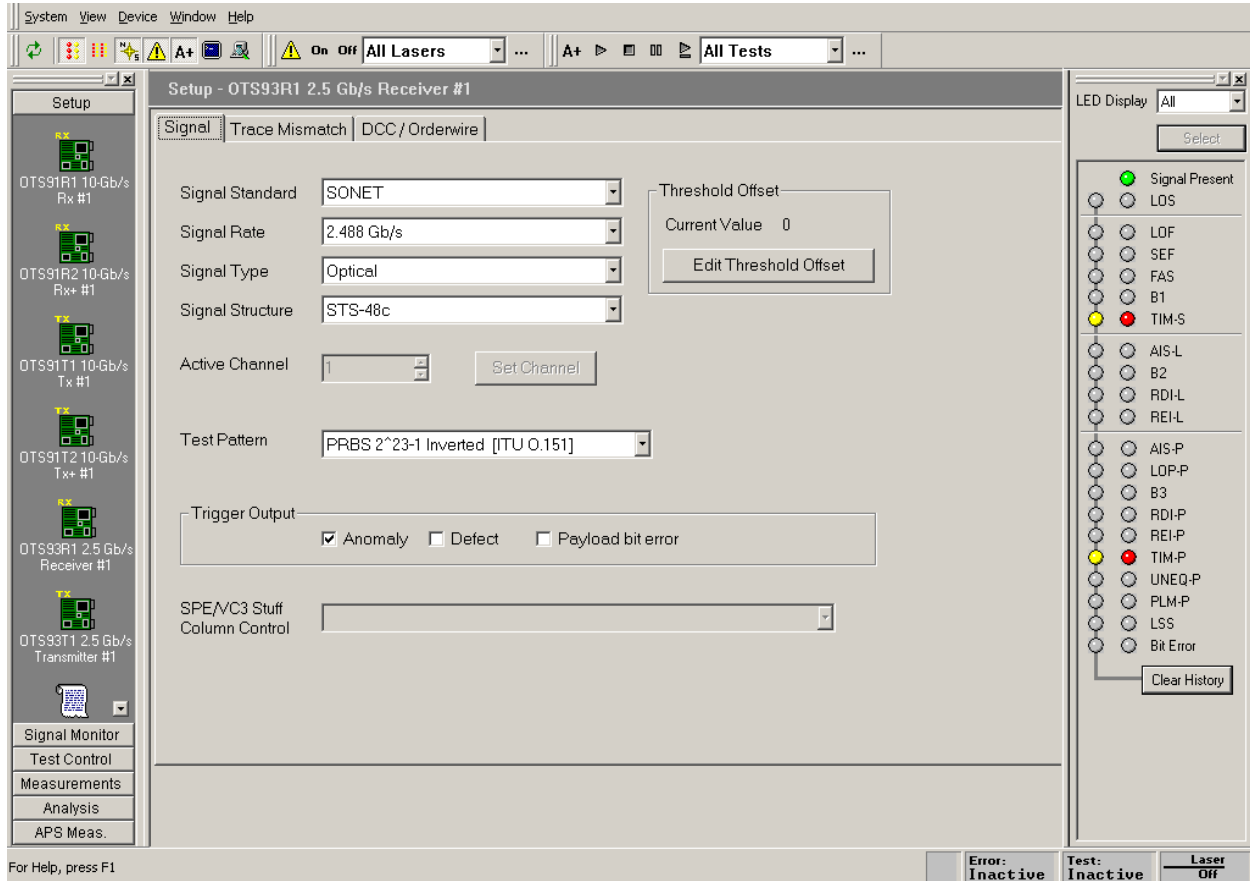 System View Device Window Help
A+ On Off All Lasers ... A+ All Tests ...
Setup
RX
OTS91R1 10-Gb/s
Rx #1
RX
OTS91R2 10-Gb/s
Rx+ #1
TX
OTS91T1 10-Gb/s
Tx #1
TX
OTS91T2 10-Gb/s
Tx+ #1
RX
OTS93R1 2.5 Gb/s
Receiver #1
TX
OTS93T1 2.5 Gb/s
Transmitter #1
Signal Monitor
Test Control
Measurements
Analysis
APS Meas.
Setup - OTS93R1 2.5 Gb/s Receiver #1
Signal Trace Mismatch DCC / Orderwire
Signal Standard SONET
Signal Rate 2.488 Gb/s
Signal Type Optical
Signal Structure STS-48c
Threshold Offset
Current Value 0
Edit Threshold Offset
Active Channel 1 Set Channel
Test Pattern PRBS 2^23-1 Inverted [ITU O.151]
Trigger Output
Anomaly Defect Payload bit error
SPE/VC3 Stuff
Column Control
LED Display All
Select
Signal Present
LOS
LOF
SEF
FAS
B1
TIM-S
AIS-L
B2
RDI-L
REI-L
AIS-P
LOP-P
B3
RDI-P
REI-P
TIM-P
UNEQ-P
PLM-P
LSS
Bit Error
Clear History
For Help, press F1
Error:
Inactive
Test:
Inactive
Laser
Off